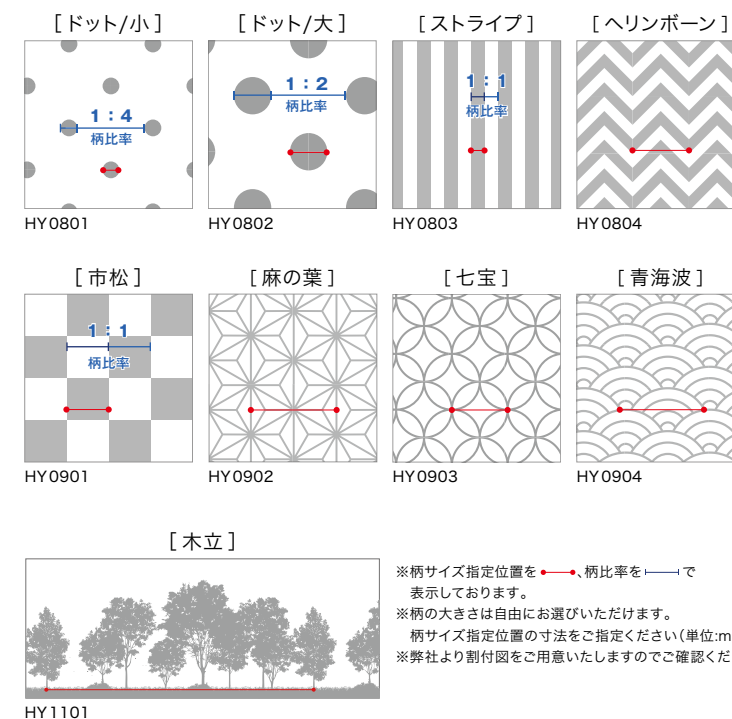 [ドット/小]
[ドット/大]
[ストライプ]
[ヘリンボーン]
1：4
柄比率
1：2
柄比率
1：1
柄比率
HY0801
HY0802
HY0803
HY0804
[市松]
[麻の葉]
[七宝]
[青海波]
1：1
柄比率
HY0901
HY0902
HY0903
HY0904
[木立]
※柄サイズ指定位置を、柄比率をで
表示しております。
※柄の大きさは自由にお選びいただけます。
柄サイズ指定位置の寸法をご指定ください（単位:m
※弊社より割付図をご用意いたしますのでご確認くだ
HY1101